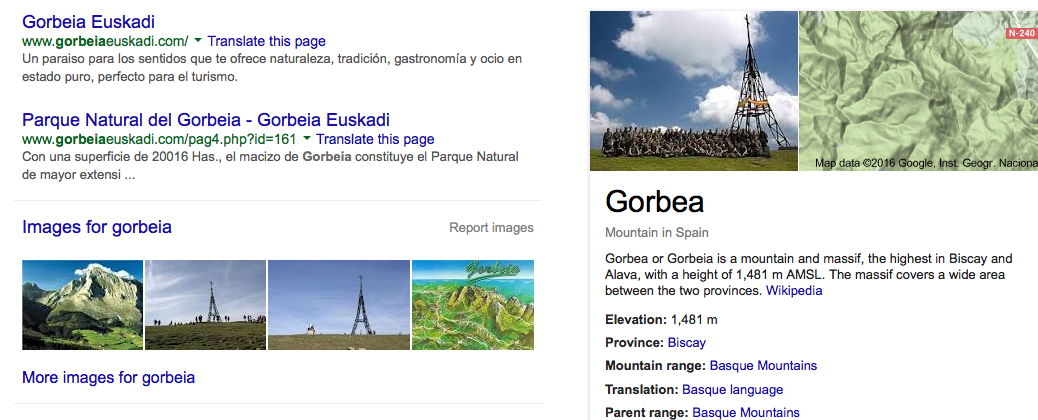 Gorbeia Euskadi
www.gorbeiaeuskadi.com/ Translate this page
Un paraiso para los sentidos que te ofrece naturaleza, tradición, gastronomía y ocio en
estado puro, perfecto para el turismo.
Parque Natural del Gorbeia - Gorbeia Euskadi
www.gorbeiaeuskadi.com/pag4.php?id=161 Translate this page
Con una superficie de 20016 Has., el macizo de Gorbeia constituye el Parque Natural
de mayor extensi ...
Images for gorbeia
Report images
Gorbeia
More images for gorbeia
N-240
Map data ©2016 Google, Inst. Geogr. Naciona
Gorbea
Mountain in Spain
Gorbea or Gorbeia is a mountain and massif, the highest in Biscay and
Alava, with a height of 1,481 m AMSL. The massif covers a wide area
between the two provinces. Wikipedia
Elevation: 1,481 m
Province: Biscay
Mountain range: Basque Mountains
Translation: Basque language
Parent range: Basque Mountains